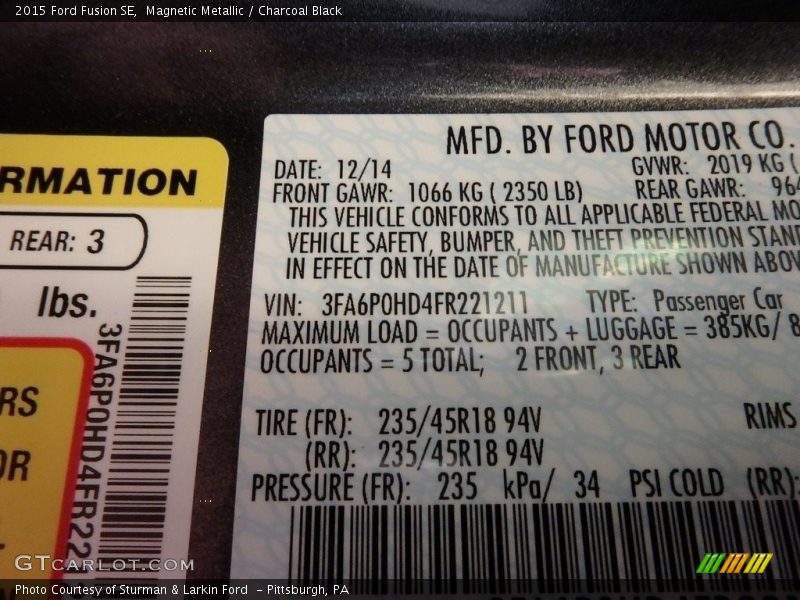 2015 Ford Fusion SE, Magnetic Metallic / Charcoal Black
RMATION
REAR: 3
lbs.
3FA6P0HD4FR22
RS
OR
MFD. BY FORD MOTOR CO.
DATE: 12/14 GVWR: 2019 KG (
FRONT GAWR: 1066 KG ( 2350 LB) REAR GAWR: 964
THIS VEHICLE CONFORMS TO ALL APPLICABLE FEDERAL MO
VEHICLE SAFETY, BUMPER, AND THEFT PREVENTION STAN
IN EFFECT ON THE DATE OF MANUFACTURE SHOWN ABOV
VIN: 3FA6P0HD4FR221211 TYPE: Passenger Car
MAXIMUM LOAD = OCCUPANTS + LUGGAGE = 385KG/ 8
OCCUPANTS = 5 TOTAL; 2 FRONT, 3 REAR
TIRE (FR): 235/45R18 94V RIMS
(RR): 235/45R18 94V
PRESSURE (FR): 235 kPa/ 34 PSI COLD (RR):
GTcarlot.com
Photo Courtesy of Sturman & Larkin Ford - Pittsburgh, PA